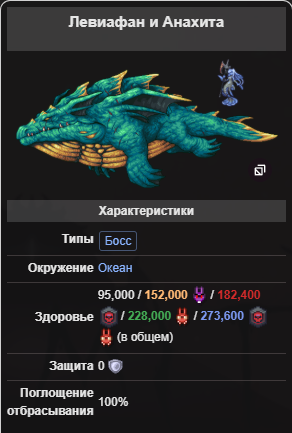 Левиафан и Анахита
Характеристики
Типы Босс
Окружение Океан
Здоровье 95,000 / 152,000 / 182,400
/ 228,000 / 273,600
(в общем)
Защита 0
Поглощение отбрасывания 100%